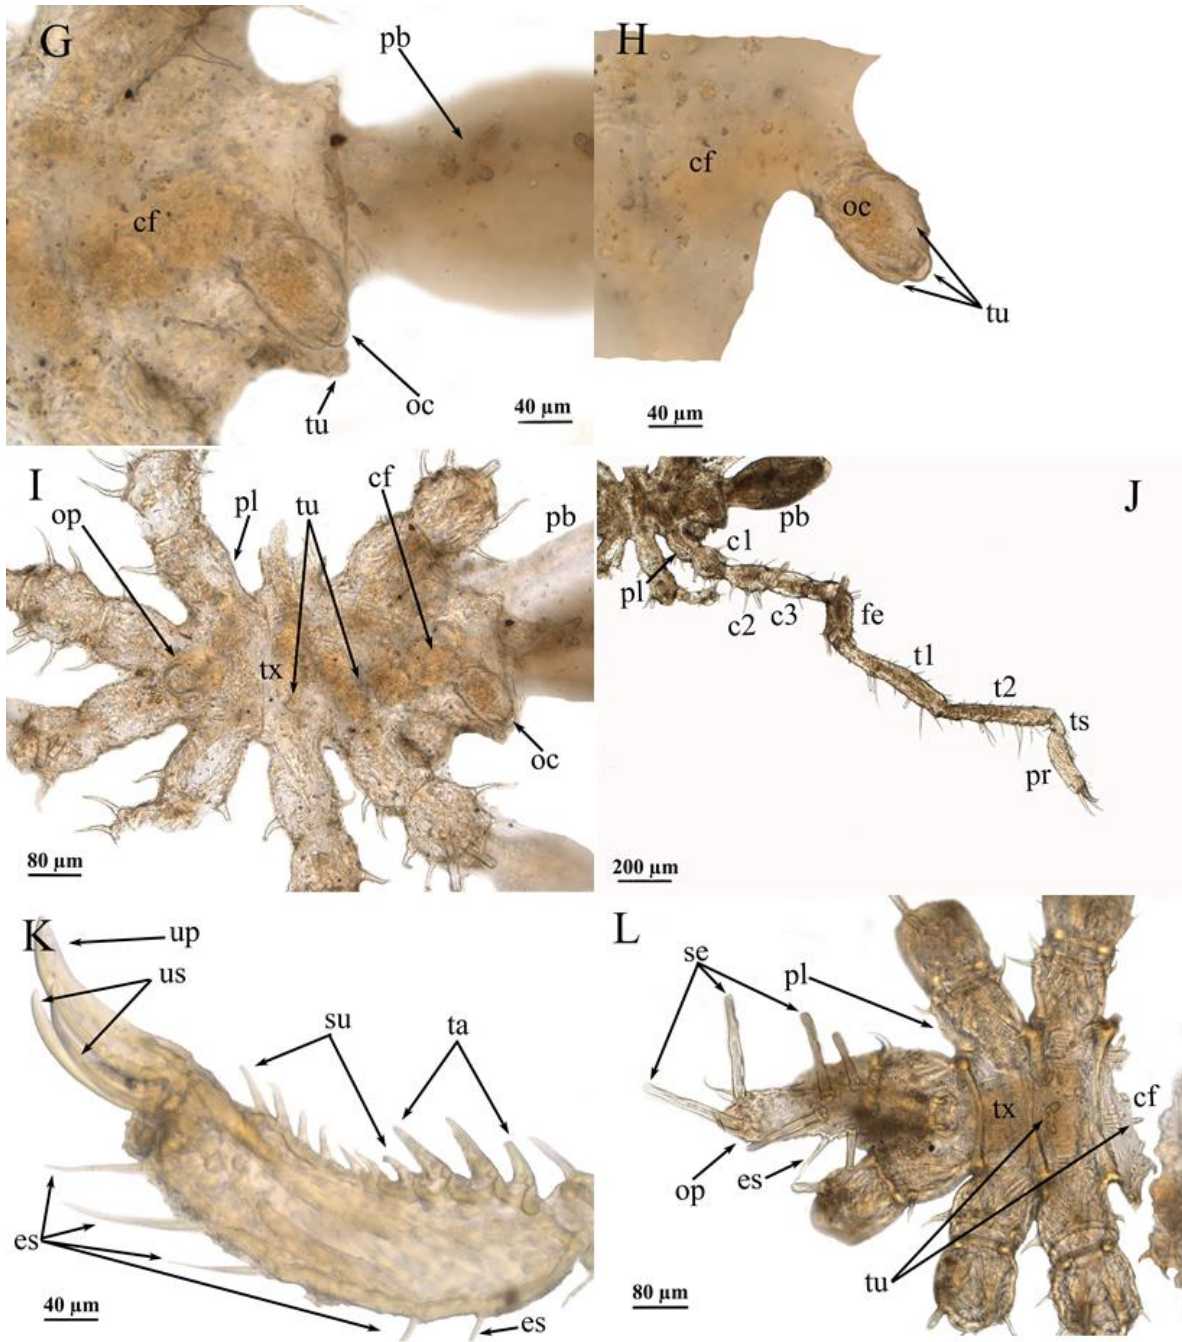 G
pb
cf
tu
oc
40 µm
H
cf
oc
tu
40 µm
I
op
pl
tu
cf
pb
tx
oc
80 µm
J
pb
c1
pl
c2
c3
fe
t1
t2
ts
pr
200 µm
K
up
us
su
ta
es
es
40 µm
L
se
pl
tx
cf
op
es
tu
80 µm